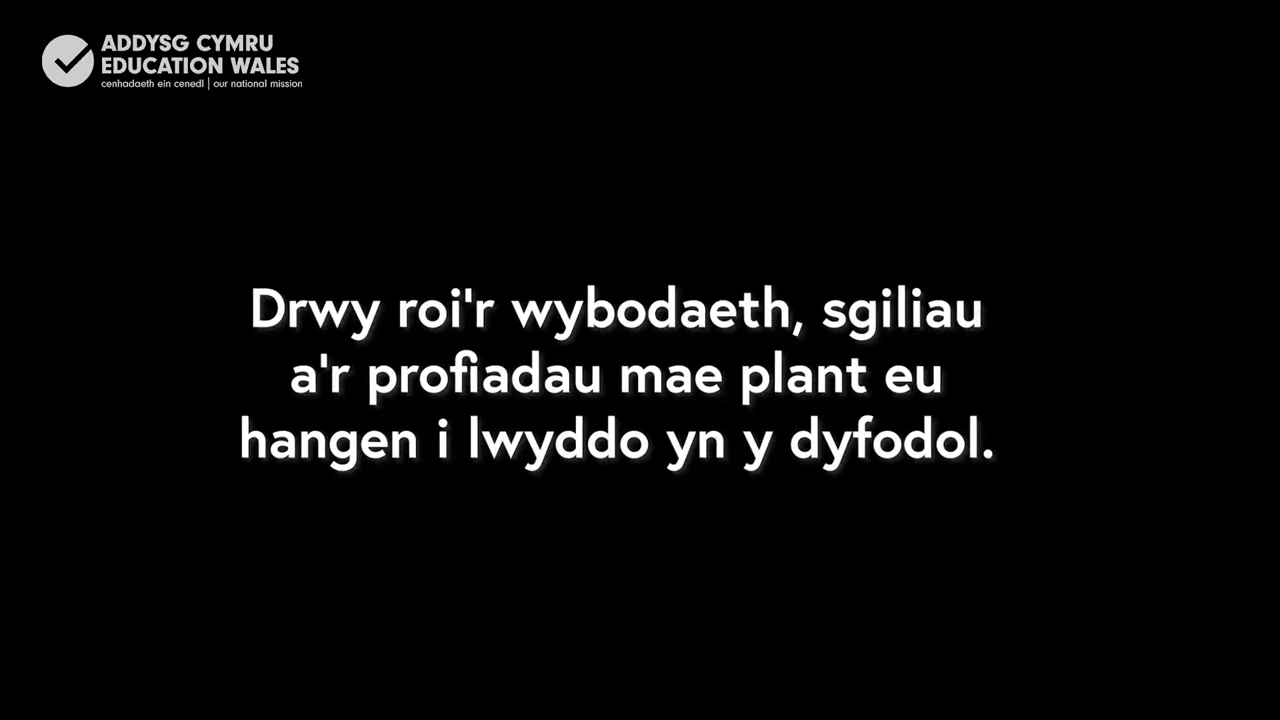 ADDYSG CYMRU
EDUCATION WALES
cenhadaeth ein cenedl | our national mission
Drwy roi'r wybodaeth, sgiliau
a'r profiadau mae plant eu
hangen i lwyddo yn y dyfodol.